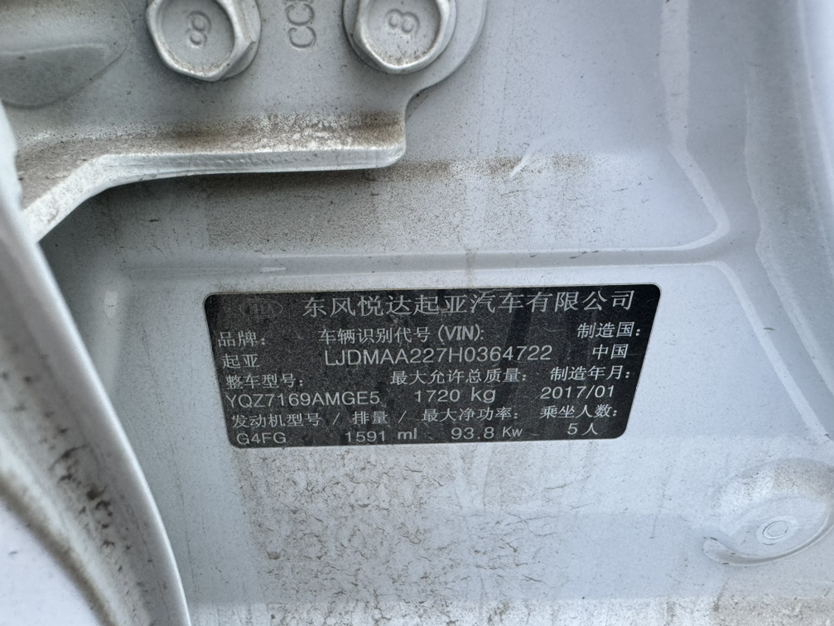 8
8
东风悦达起亚汽车有限公司
品牌: 车辆识别代号(VIN): 制造国:
起亚 LJDMAA227H0364722 中国
整车型号: 最大允许总质量: 制造年月:
YQZ7169AMGE5 1720 kg 2017/01
发动机型号 / 排量 / 最大净功率: 乘坐人数:
G4FG 1591 ml 93.8 Kw 5人